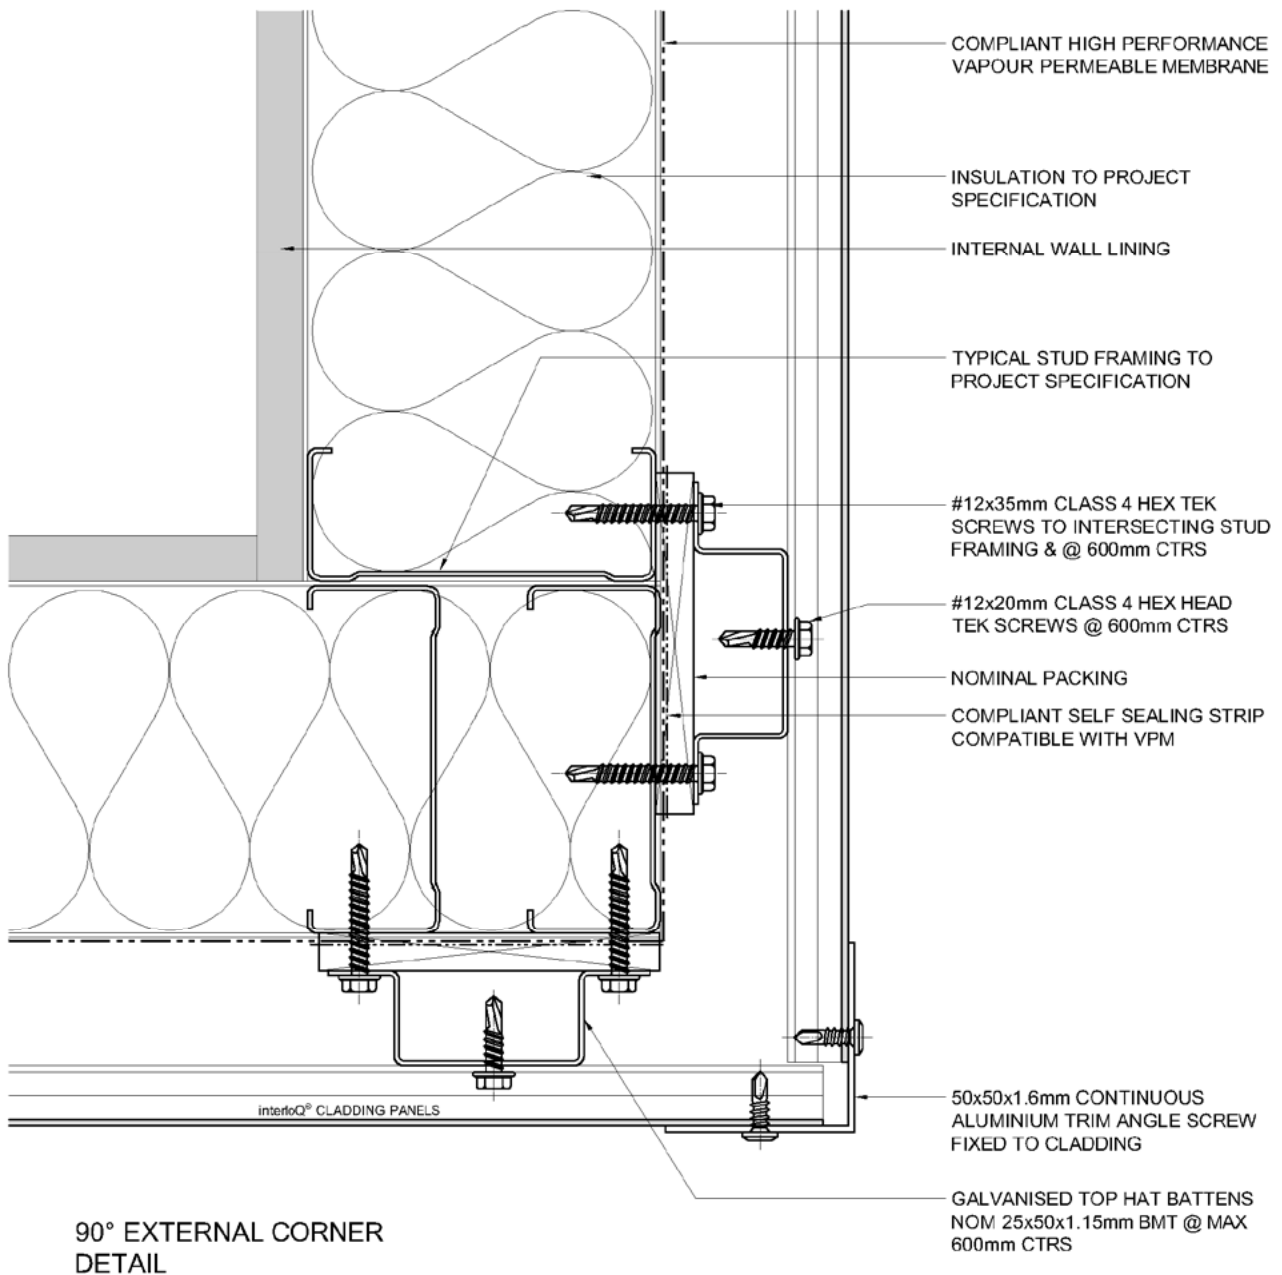 COMPLIANT HIGH PERFORMANCE
VAPOUR PERMEABLE MEMBRANE
INSULATION TO PROJECT
SPECIFICATION
INTERNAL WALL LINING
TYPICAL STUD FRAMING TO
PROJECT SPECIFICATION
#12x35mm CLASS 4 HEX TEK
SCREWS TO INTERSECTING STUD
FRAMING & @ 600mm CTRS
#12x20mm CLASS 4 HEX HEAD
TEK SCREWS @ 600mm CTRS
NOMINAL PACKING
COMPLIANT SELF SEALING STRIP
COMPATIBLE WITH VPM
50x50x1.6mm CONTINUOUS
ALUMINIUM TRIM ANGLE SCREW
FIXED TO CLADDING
interloQ® CLADDING PANELS
GALVANISED TOP HAT BATTENS
NOM 25x50x1.15mm BMT @ MAX
600mm CTRS
90° EXTERNAL CORNER
DETAIL